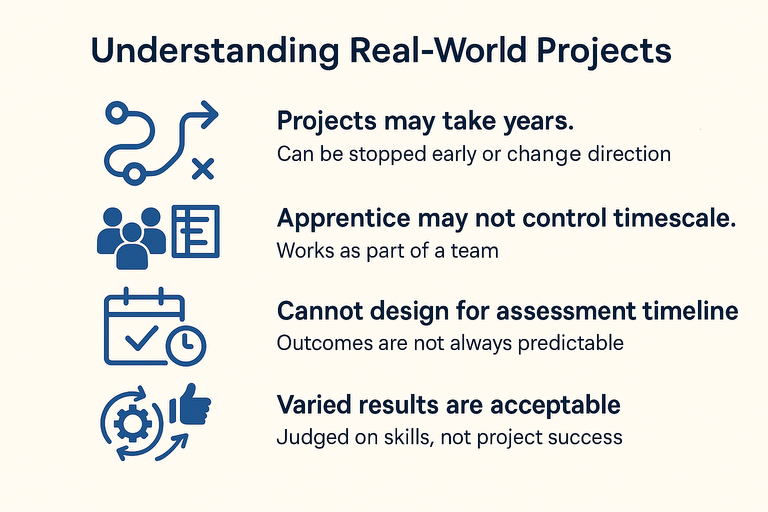 Understanding Real-World Projects
Projects may take years.
Can be stopped early or change direction
Apprentice may not control timescale.
Works as part of a team
Cannot design for assessment timeline
Outcomes are not always predictable
Varied results are acceptable
Judged on skills, not project success